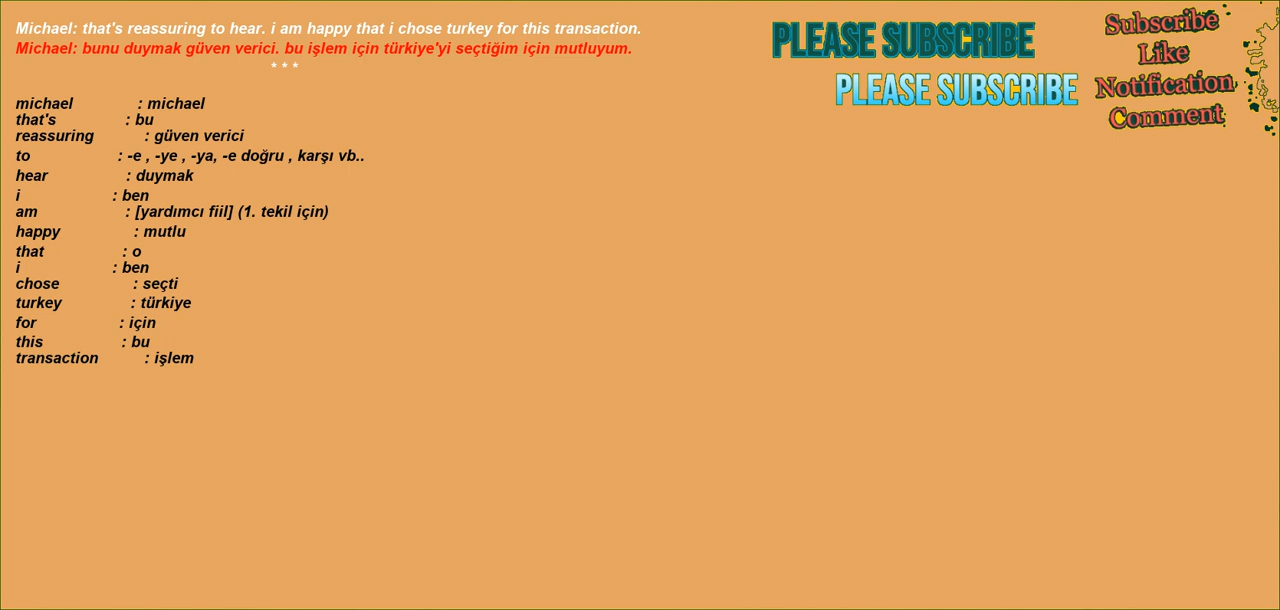 Michael: that's reassuring to hear. i am happy that i chose turkey for this transaction.
Michael: bunu duymak güven verici. bu işlem için türkiye'yi seçtiğim için mutluyum.
* * *
michael : michael
that's : bu
reassuring : güven verici
to : -e , -ye , -ya, -e doğru , karşı vb..
hear : duymak
i : ben
am : [yardımcı fiil] (1. tekil için)
happy : mutlu
that : o
i : ben
chose : seçti
turkey : türkiye
for : için
this : bu
transaction : işlem
PLEASE SUBSCRIBE
PLEASE SUBSCRIBE
Subscribe
Like
Notification
Comment